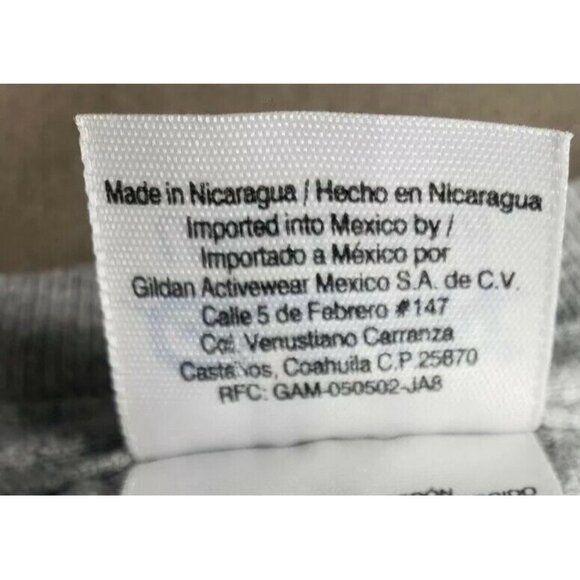 Made in Nicaragua / Hecho en Nicaragua
Imported into Mexico by /
Importado a México por
Gildan Activewear Mexico S.A. de C.V.
Calle 5 de Febrero #147
Col. Venustiano Carranza
Castaños, Coahuila C.P. 25870
RFC: GAM-050502-JA8